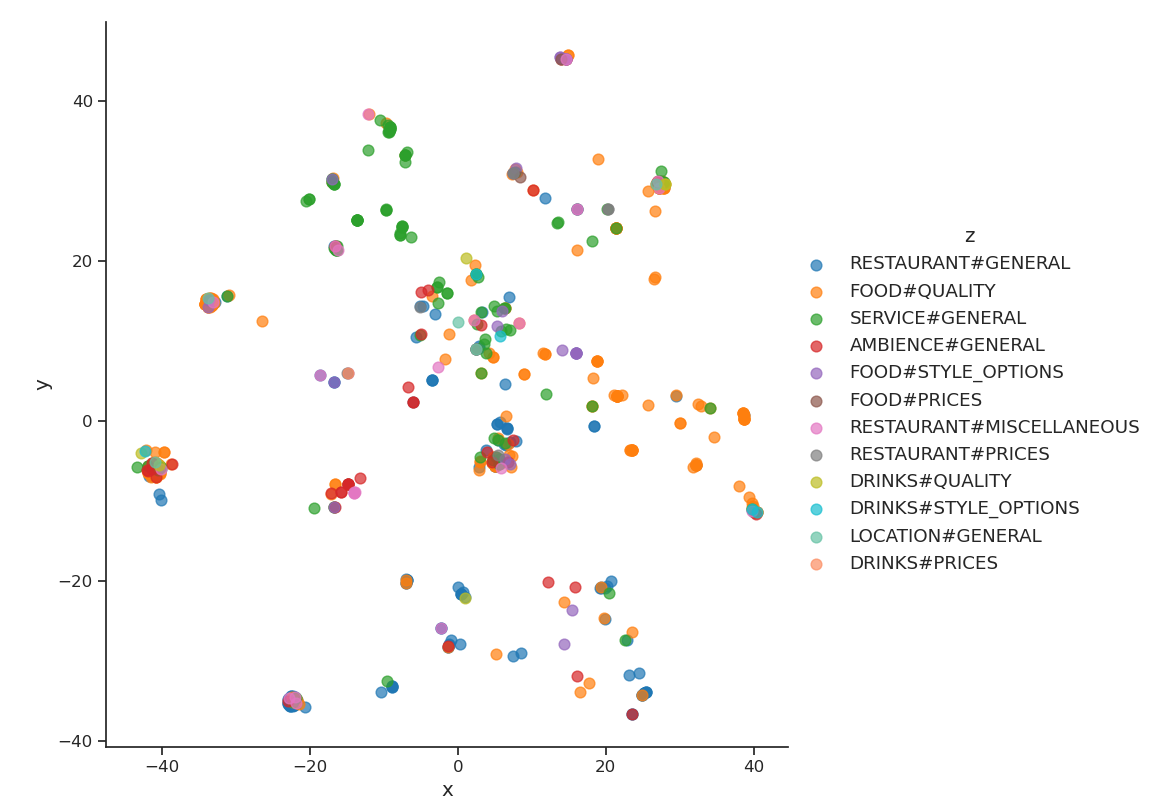 40
20
0
−20
−40
y
−40
−20
0
20
40
x
z
RESTAURANT#GENERAL
FOOD#QUALITY
SERVICE#GENERAL
AMBIENCE#GENERAL
FOOD#STYLE_OPTIONS
FOOD#PRICES
RESTAURANT#MISCELLANEOUS
RESTAURANT#PRICES
DRINKS#QUALITY
DRINKS#STYLE_OPTIONS
LOCATION#GENERAL
DRINKS#PRICES